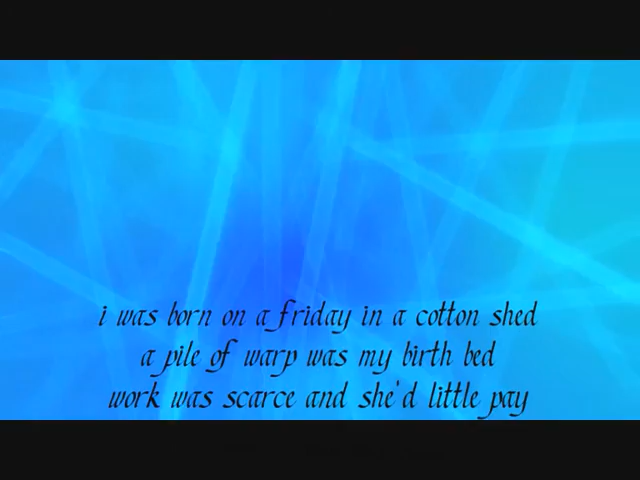 i was born on a friday in a cotton shed
a pile of warp was my birth bed
work was scarce and she'd little pay